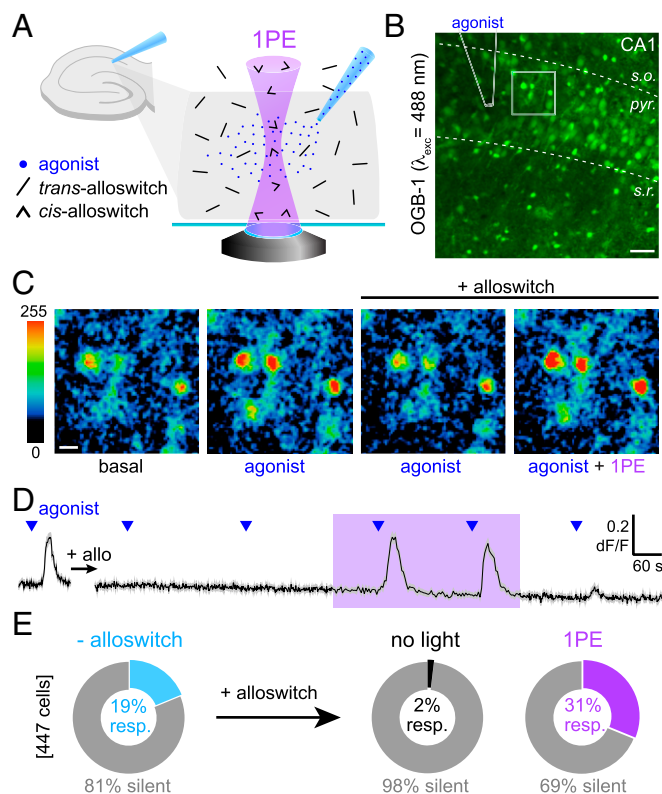 A
1PE
agonist
trans-alloswitch
cis-alloswitch
B
agonist
CA1
s.o.
pyr.
s.r.
OGB-1 (λexc = 488 nm)
C
+ alloswitch
255
0
basal
agonist
agonist
agonist + 1PE
D
agonist
+ allo
0.2
dF/F
60 s
E
- alloswitch
no light
1PE
[447 cells]
19%
resp.
+ alloswitch
2%
resp.
31%
resp.
81% silent
98% silent
69% silent